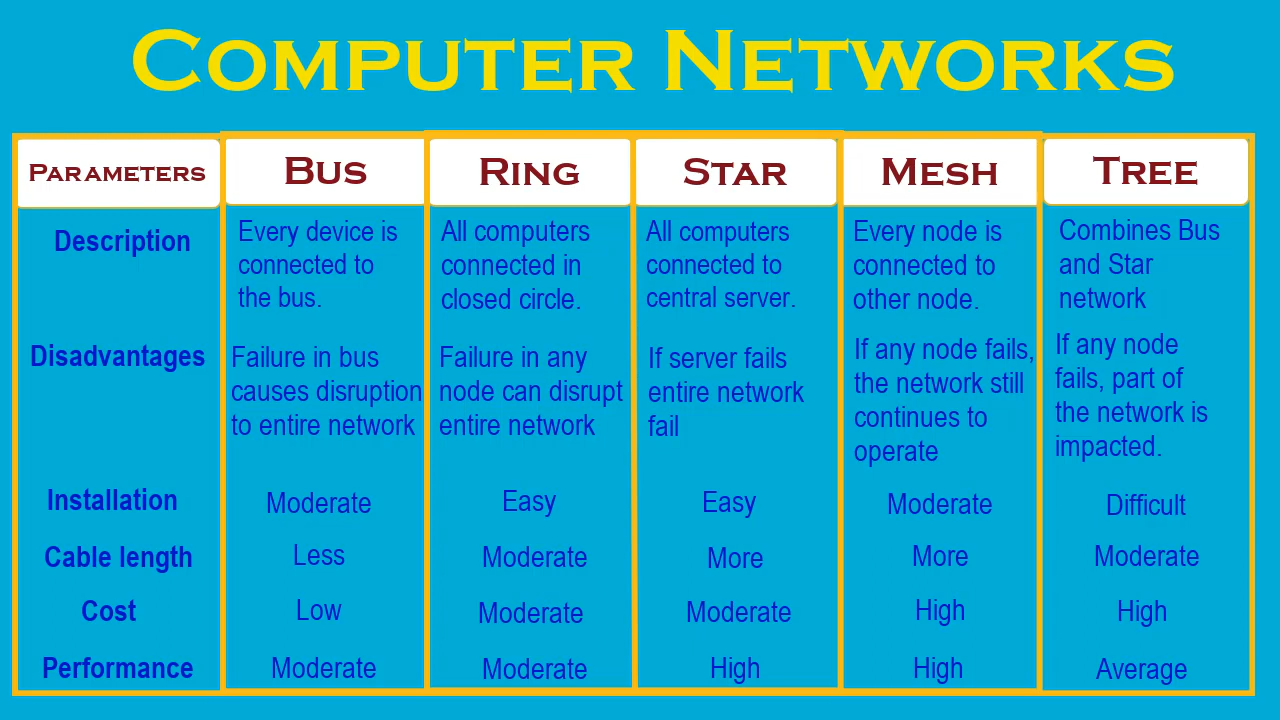 COMPUTER NETWORKS
PARAMETERS
BUS
RING
STAR
MESH
TREE
Description
Every device is
connected to
the bus.
All computers
connected in
closed circle.
All computers
connected to
central server.
Every node is
connected to
other node.
Combines Bus
and Star
network
Disadvantages
Failure in bus
causes disruption
to entire network
Failure in any
node can disrupt
entire network
If server fails
entire network
fail
If any node fails,
the network still
continues to
operate
If any node
fails, part of
the network is
impacted.
Installation
Moderate
Easy
Easy
Moderate
Difficult
Cable length
Less
Moderate
More
More
Moderate
Cost
Low
Moderate
Moderate
High
High
Performance
Moderate
Moderate
High
High
Average